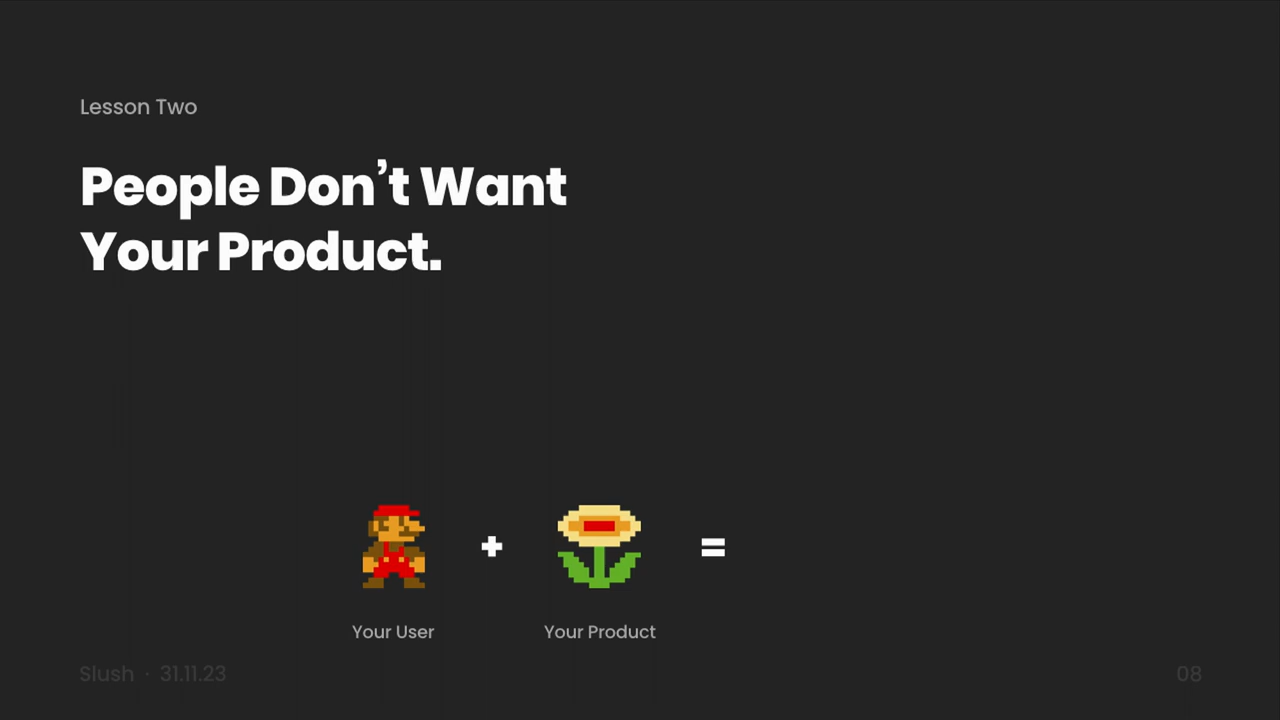 Lesson Two
People Don’t Want
Your Product.
+
=
Your User
Your Product
Slush · 31.11.23
08